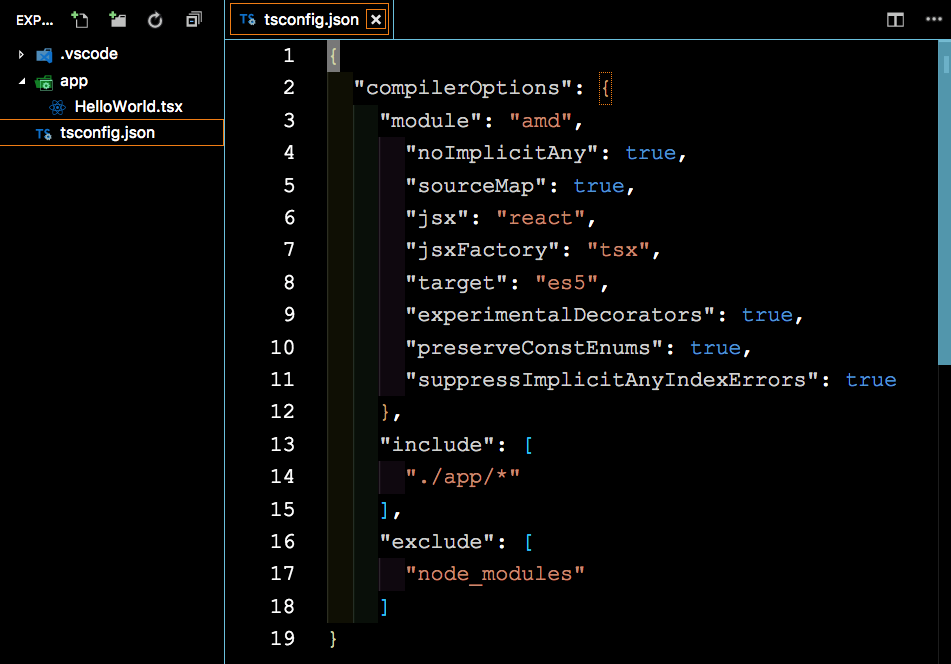 EXP...
.vscode
app
HelloWorld.tsx
TS tsconfig.json
TS tsconfig.json
1 {
2 "compilerOptions": {
3 "module": "amd",
4 "noImplicitAny": true,
5 "sourceMap": true,
6 "jsx": "react",
7 "jsxFactory": "tsx",
8 "target": "es5",
9 "experimentalDecorators": true,
10 "preserveConstEnums": true,
11 "suppressImplicitAnyIndexErrors": true
12 },
13 "include": [
14 "./app/*"
15 ],
16 "exclude": [
17 "node_modules"
18 ]
19 }